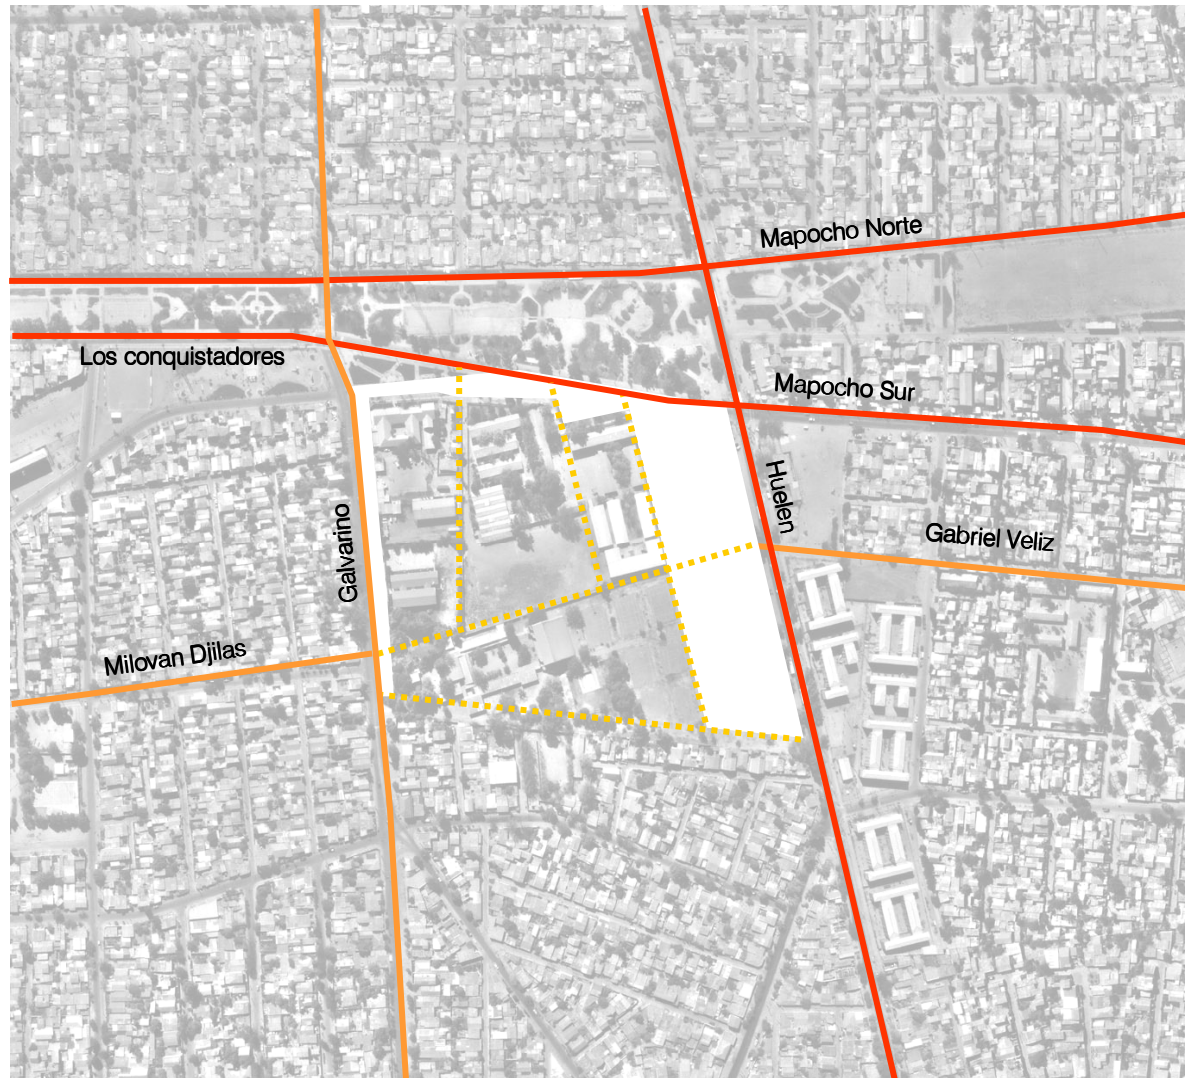 Mapocho Norte
Los conquistadores
Mapocho Sur
Huelen
Galvarino
Gabriel Veliz
Milovan Djilas